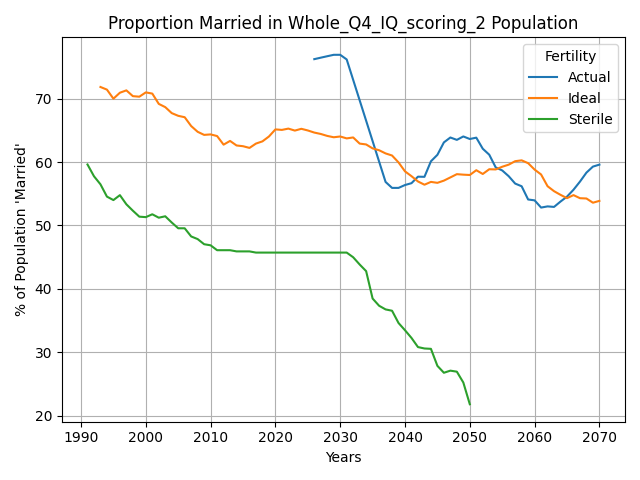 Proportion Married in Whole_Q4_IQ_scoring_2 Population
% of Population 'Married'
70
60
50
40
30
20
1990
2000
2010
2020
2030
2040
2050
2060
2070
Years
Fertility
Actual
Ideal
Sterile